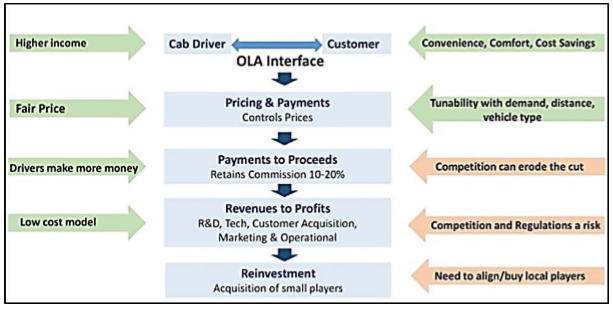 Higher income
Cab Driver
Customer
Convenience, Comfort, Cost Savings
OLA Interface
Fair Price
Pricing & Payments
Controls Prices
Tunability with demand, distance,
vehicle type
Drivers make more money
Payments to Proceeds
Retains Commission 10-20%
Competition can erode the cut
Low cost model
Revenues to Profits
R&D, Tech, Customer Acquisition,
Marketing & Operational
Competition and Regulations a risk
Reinvestment
Acquisition of small players
Need to align/buy local players